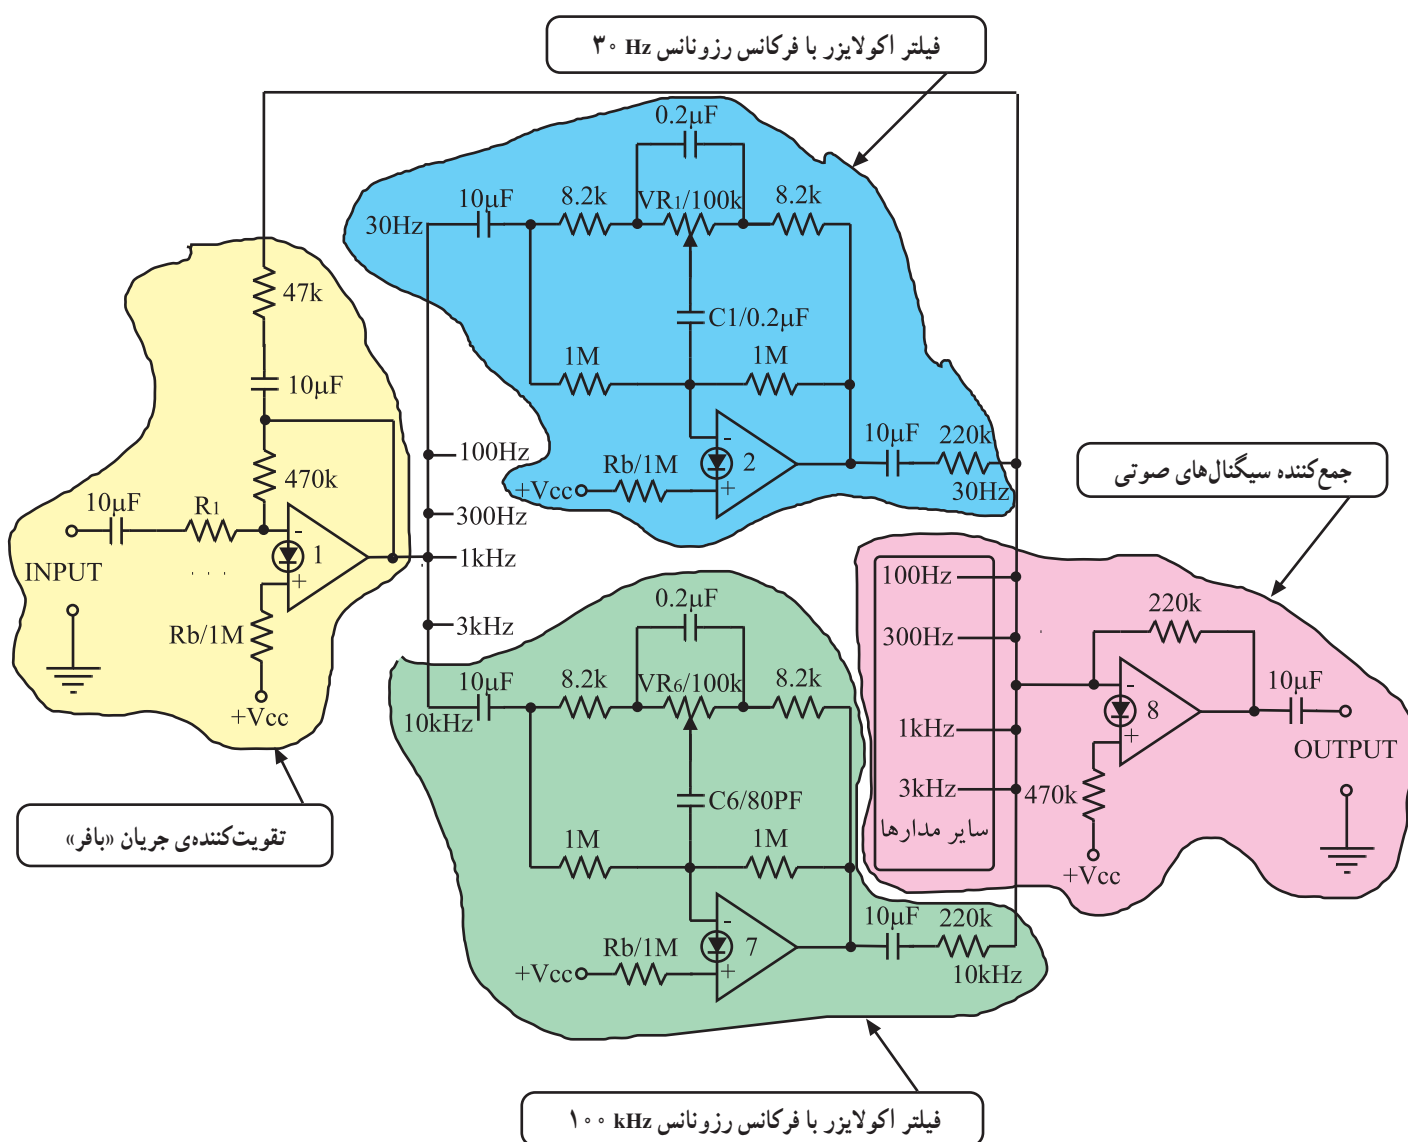 فیلتر اکولایزر با فرکانس رزونانس ۳۰ Hz
0.2µF
10µF
8.2k
VR1/100k
8.2k
30Hz
47k
C1/0.2µF
10µF
1M
1M
100Hz
470k
10µF
220k
Rb/1M
2
-
+
+Vcc
30Hz
جمع‌کننده سیگنال‌های صوتی
10µF
R1
300Hz
-
1
+
1kHz
INPUT
. . .
Rb/1M
+Vcc
3kHz
0.2µF
10µF
8.2k
VR6/100k
8.2k
10kHz
C6/80PF
1M
1M
100Hz
300Hz
1kHz
3kHz
سایر مدارها
220k
-
8
+
10µF
OUTPUT
470k
+Vcc
تقویت‌کننده‌ی جریان «بافر»
10µF
220k
-
7
+
Rb/1M
+Vcc
10kHz
فیلتر اکولایزر با فرکانس رزونانس ۱۰۰ kHz